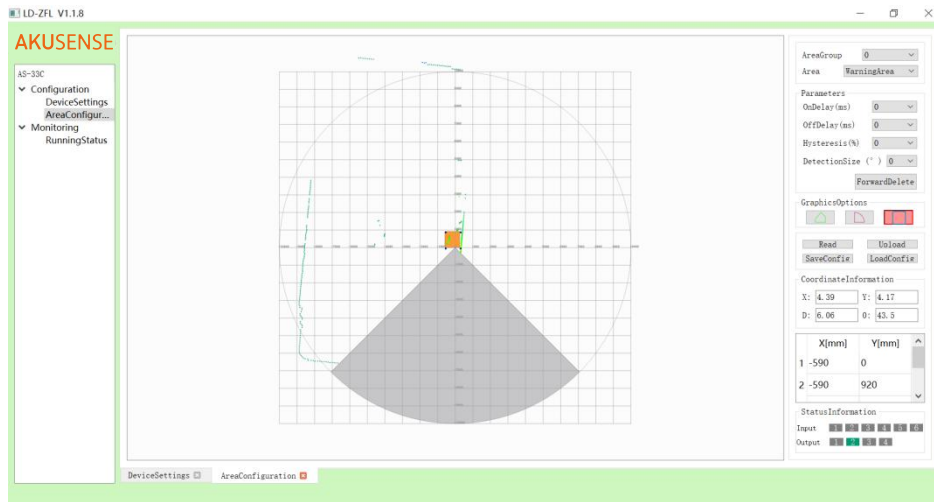 LD-ZFL V1.1.8
AKUSENSE
AS-33C
Configuration
DeviceSettings
AreaConfigur...
Monitoring
RunningStatus
AreaGroup 0
Area WarningArea
Parameters
OnDelay(ms) 0
OffDelay(ms) 0
Hysteresis(%) 0
DetectionSize (°) 0
ForwardDelete
GraphicsOptions
Read Upload
SaveConfig LoadConfig
CoordinateInformation
X: 4.39 Y: 4.17
D: 6.06 0: 43.5
X[mm] Y[mm]
1 -590 0
2 -590 920
StatusInformation
Input 1 2 3 4 5 6
Output 1 2 3 4
DeviceSettings AreaConfiguration